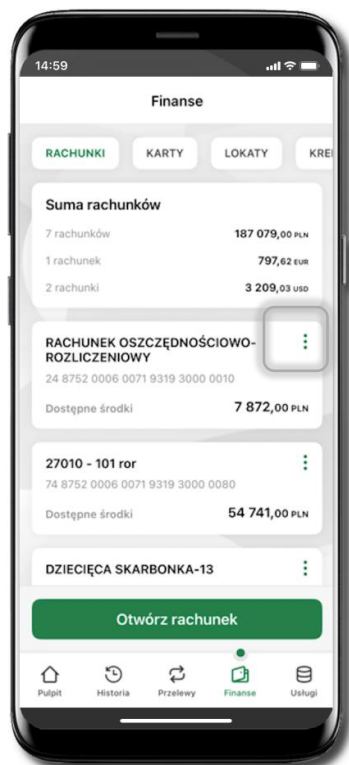 14:59
Finanse
RACHUNKI KARTY LOKATY KRE
Suma rachunków
7 rachunków 187 079,00 PLN
1 rachunek 797,62 EUR
2 rachunki 3 209,03 USD
RACHUNEK OSZCZĘDNOŚCIOWO-
ROZLICZENIOWY
24 8752 0006 0071 9319 3000 0010
Dostępne środki 7 872,00 PLN
27010 - 101 ror
74 8752 0006 0071 9319 3000 0080
Dostępne środki 54 741,00 PLN
DZIECIĘCA SKARBONKA-13
Otwórz rachunek
Pulpit Historia Przelewy Finanse Usługi